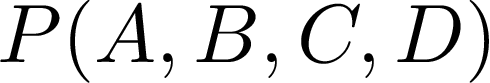 P(A, B, C, D)